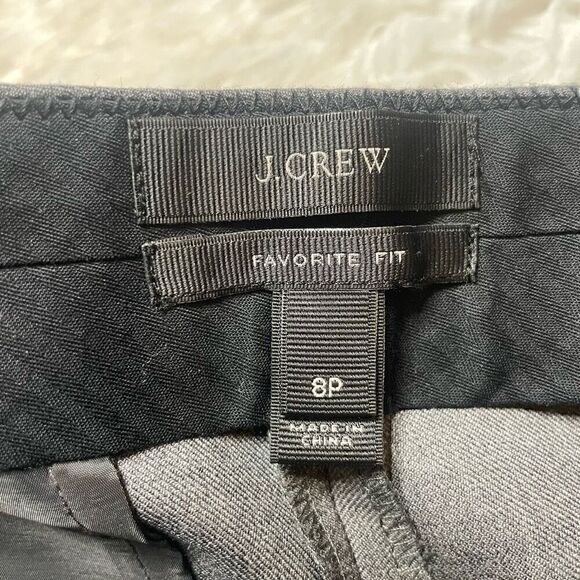 J.CREW
FAVORITE FIT
8P
MADE IN
CHINA